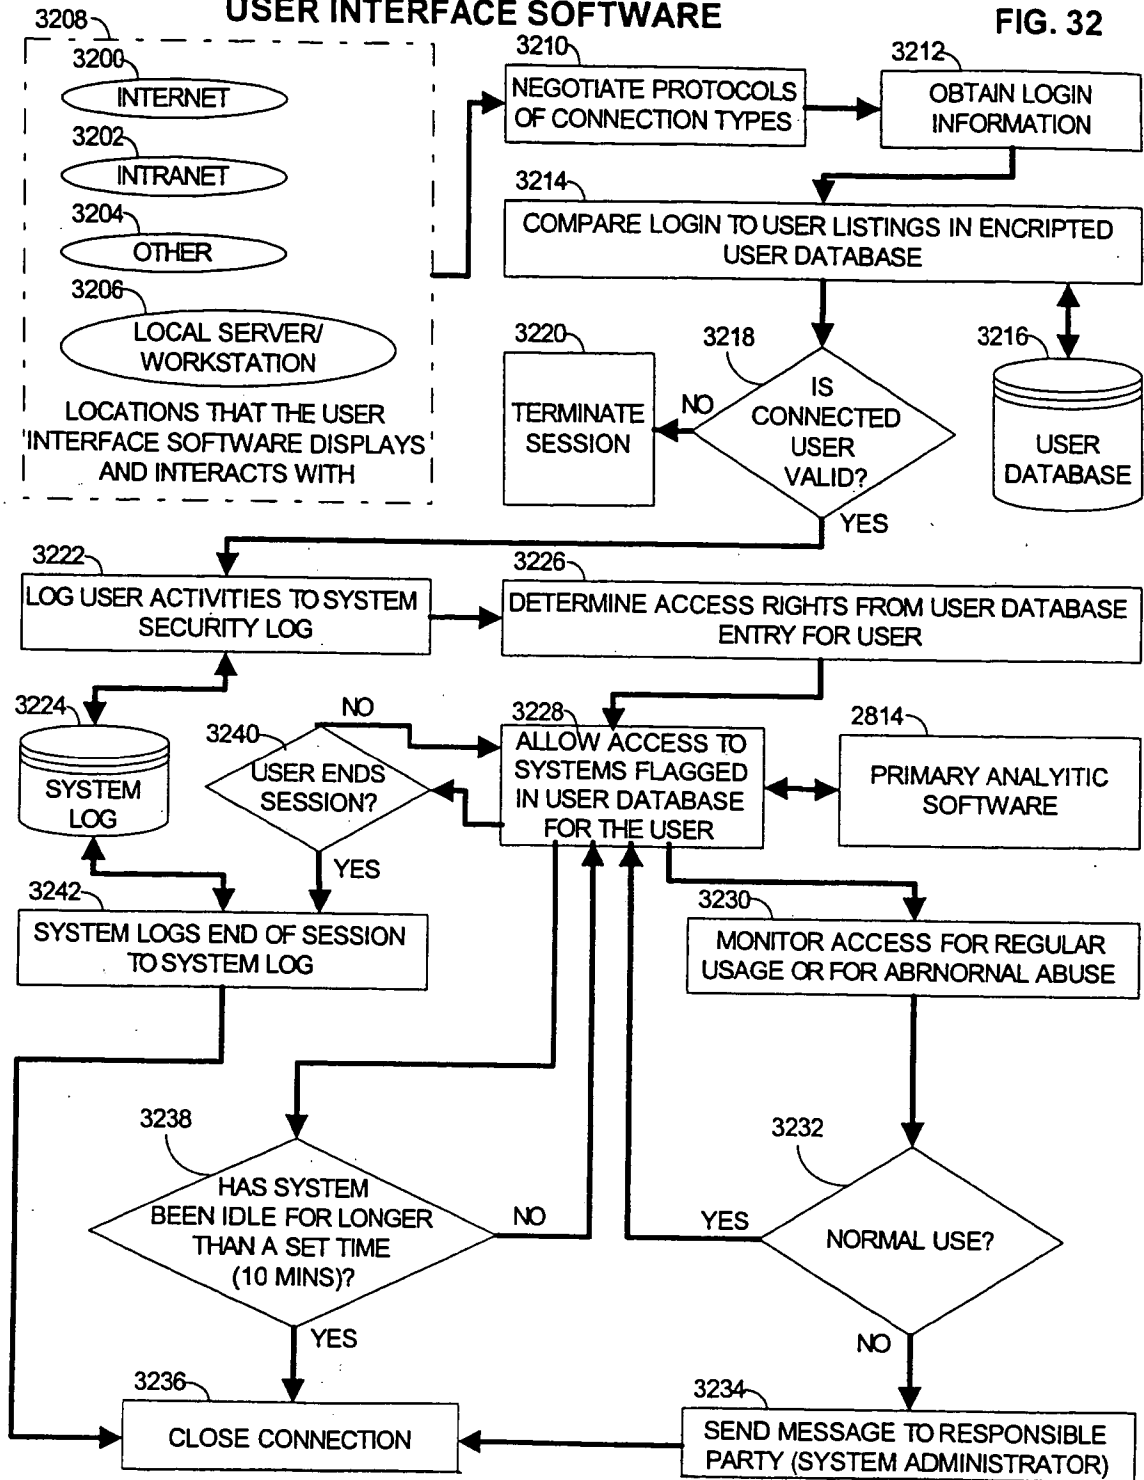 USER INTERFACE SOFTWARE
FIG. 32
3208
3200
INTERNET
3202
INTRANET
3204
OTHER
3206
LOCAL SERVER/
WORKSTATION
LOCATIONS THAT THE USER
INTERFACE SOFTWARE DISPLAYS
AND INTERACTS WITH
3210
NEGOTIATE PROTOCOLS
OF CONNECTION TYPES
3212
OBTAIN LOGIN
INFORMATION
3214
COMPARE LOGIN TO USER LISTINGS IN ENCRIPTED
USER DATABASE
3216
USER
DATABASE
3218
IS
CONNECTED
USER
VALID?
NO
YES
3220
TERMINATE
SESSION
3222
LOG USER ACTIVITIES TO SYSTEM
SECURITY LOG
3226
DETERMINE ACCESS RIGHTS FROM USER DATABASE
ENTRY FOR USER
3224
SYSTEM
LOG
3240
USER ENDS
SESSION?
NO
YES
3228
ALLOW ACCESS TO
SYSTEMS FLAGGED
IN USER DATABASE
FOR THE USER
2814
PRIMARY ANALYITIC
SOFTWARE
3242
SYSTEM LOGS END OF SESSION
TO SYSTEM LOG
3230
MONITOR ACCESS FOR REGULAR
USAGE OR FOR ABRNORNAL ABUSE
3238
HAS SYSTEM
BEEN IDLE FOR LONGER
THAN A SET TIME
(10 MINS)?
NO
YES
3232
NORMAL USE?
YES
NO
3236
CLOSE CONNECTION
3234
SEND MESSAGE TO RESPONSIBLE
PARTY (SYSTEM ADMINISTRATOR)